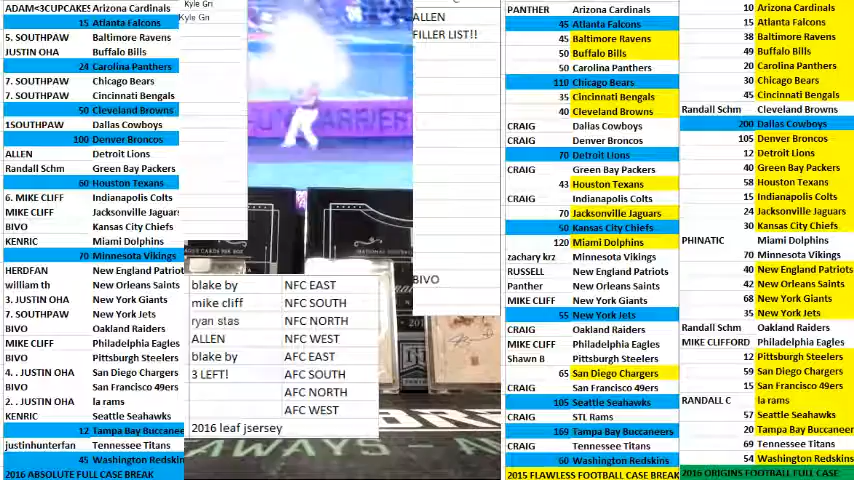 ADAM<3CUPCAKES Arizona Cardinals
15 Atlanta Falcons
5. SOUTHPAW Baltimore Ravens
JUSTIN OHA Buffalo Bills
24 Carolina Panthers
7. SOUTHPAW Chicago Bears
7. SOUTHPAW Cincinnati Bengals
50 Cleveland Browns
1SOUTHPAW Dallas Cowboys
100 Denver Broncos
ALLEN Detroit Lions
Randall Schm Green Bay Packers
60 Houston Texans
6. MIKE CLIFF Indianapolis Colts
MIKE CLIFF Jacksonville Jaguars
BIVO Kansas City Chiefs
KENRIC Miami Dolphins
70 Minnesota Vikings
HERDFAN New England Patriot
william th New Orleans Saints
3. JUSTIN OHA New York Giants
7. SOUTHPAW New York Jets
BIVO Oakland Raiders
MIKE CLIFF Philadelphia Eagles
BIVO Pittsburgh Steelers
4. . JUSTIN OHA San Diego Chargers
BIVO San Francisco 49ers
2. . JUSTIN OHA la rams
KENRIC Seattle Seahawks
12 Tampa Bay Buccanee
justinhunterfan Tennessee Titans
45 Washington Redskin
2016 ABSOLUTE FULL CASE BREAK
Kyle Gri
Kyle Gri
blake by NFC EAST
mike cliff NFC SOUTH
ryan stas NFC NORTH
ALLEN NFC WEST
blake by AFC EAST
3 LEFT! AFC SOUTH
AFC NORTH
AFC WEST
2016 leaf jsersey
ALLEN
FILLER LIST!!
BIVO
PANTHER Arizona Cardinals
45 Atlanta Falcons
45 Baltimore Ravens
50 Buffalo Bills
50 Carolina Panthers
110 Chicago Bears
35 Cincinnati Bengals
40 Cleveland Browns
CRAIG Dallas Cowboys
CRAIG Denver Broncos
70 Detroit Lions
CRAIG Green Bay Packers
43 Houston Texans
CRAIG Indianapolis Colts
70 Jacksonville Jaguars
50 Kansas City Chiefs
120 Miami Dolphins
zachary krz Minnesota Vikings
RUSSELL New England Patriots
Panther New Orleans Saints
MIKE CLIFF New York Giants
55 New York Jets
CRAIG Oakland Raiders
MIKE CLIFF Philadelphia Eagles
Shawn B Pittsburgh Steelers
65 San Diego Chargers
CRAIG San Francisco 49ers
105 Seattle Seahawks
CRAIG STL Rams
169 Tampa Bay Buccaneers
CRAIG Tennessee Titans
60 Washington Redskins
2015 FLAWLESS FOOTBALL CASE BREAK
10 Arizona Cardinals
15 Atlanta Falcons
38 Baltimore Ravens
49 Buffalo Bills
20 Carolina Panthers
30 Chicago Bears
45 Cincinnati Bengals
Randall Schm Cleveland Browns
200 Dallas Cowboys
105 Denver Broncos
12 Detroit Lions
40 Green Bay Packers
58 Houston Texans
15 Indianapolis Colts
24 Jacksonville Jaguars
30 Kansas City Chiefs
PHINATIC Miami Dolphins
70 Minnesota Vikings
40 New England Patriots
42 New Orleans Saints
68 New York Giants
35 New York Jets
Randall Schm Oakland Raiders
MIKE CLIFFORD Philadelphia Eagles
12 Pittsburgh Steelers
59 San Diego Chargers
15 San Francisco 49ers
RANDALL C la rams
57 Seattle Seahawks
20 Tampa Bay Buccaneers
69 Tennessee Titans
54 Washington Redskins
2016 ORIGINS FOOTBALL FULL CASE